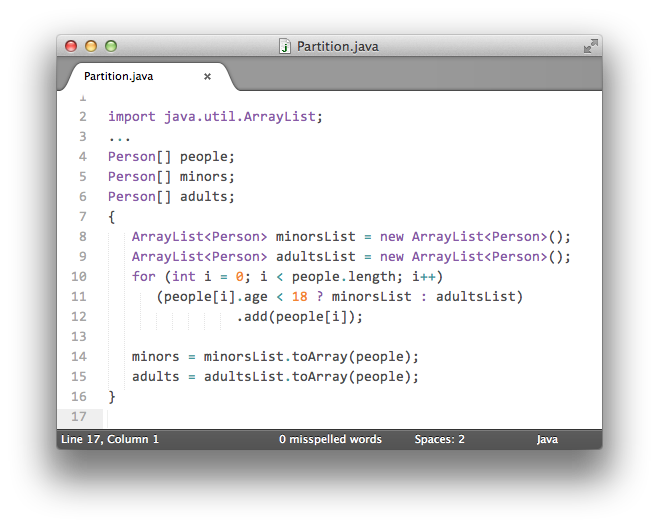 Partition.java
Partition.java ×
1
2 import java.util.ArrayList;
3 ...
4 Person[] people;
5 Person[] minors;
6 Person[] adults;
7 {
8 ArrayList<Person> minorsList = new ArrayList<Person>();
9 ArrayList<Person> adultsList = new ArrayList<Person>();
10 for (int i = 0; i < people.length; i++)
11 (people[i].age < 18 ? minorsList : adultsList)
12 .add(people[i]);
13
14 minors = minorsList.toArray(people);
15 adults = adultsList.toArray(people);
16 }
17
Line 17, Column 1 0 misspelled words Spaces: 2 Java